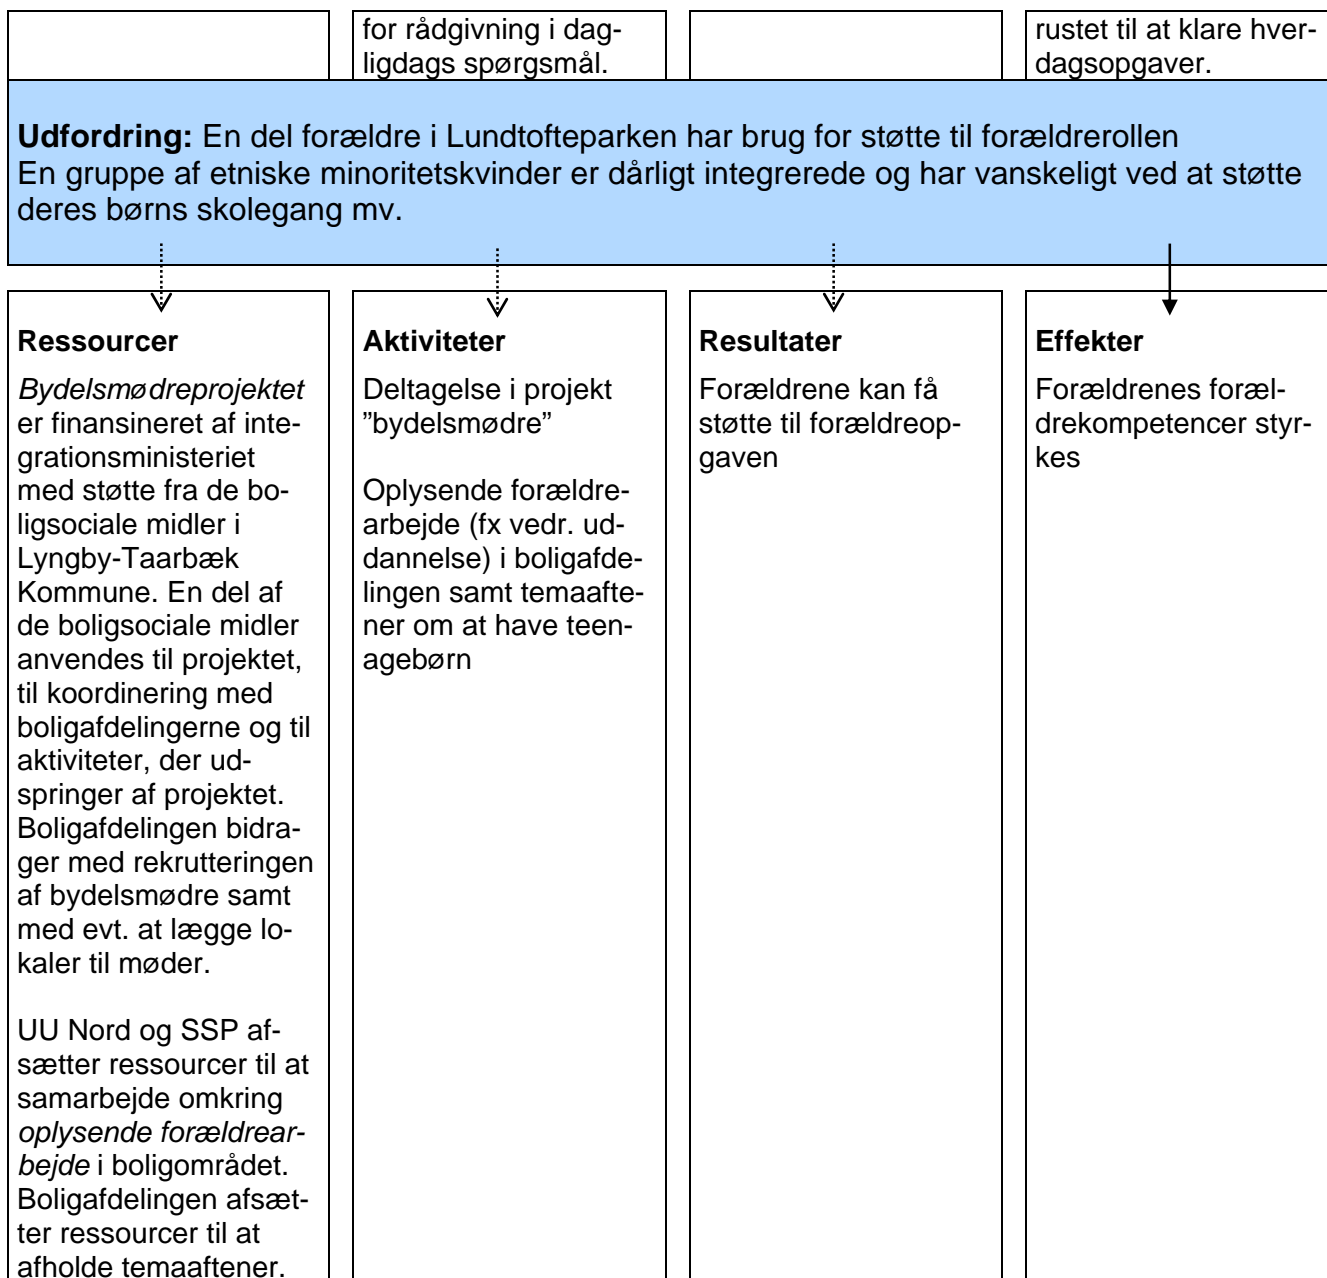 for rådgivning i dag-
ligdags spørgsmål.
rustet til at klare hver-
dagsopgaver.
Udfordring: En del forældre i Lundtofteparken har brug for støtte til forældrerollen
En gruppe af etniske minoritetskvinder er dårligt integrerede og har vanskeligt ved at støtte
deres børns skolegang mv.
Ressourcer
Bydelsmødreprojektet
er finansineret af inte-
grationsministeriet
med støtte fra de bo-
ligsociale midler i
Lyngby-Taarbæk
Kommune. En del af
de boligsociale midler
anvendes til projektet,
til koordinering med
boligafdelingerne og til
aktiviteter, der ud-
springer af projektet.
Boligafdelingen bidra-
ger med rekrutteringen
af bydelsmødre samt
med evt. at lægge lo-
kaler til møder.
UU Nord og SSP af-
sætter ressourcer til at
samarbejde omkring
oplysende forældrear-
bejde i boligområdet.
Boligafdelingen afsæt-
ter ressourcer til at
afholde temaaftener.
Aktiviteter
Deltagelse i projekt
”bydelsmødre”
Oplysende forældre-
arbejde (fx vedr. ud-
dannelse) i boligafde-
lingen samt temaafte-
ner om at have teen-
agebørn
Resultater
Forældrene kan få
støtte til forældreop-
gaven
Effekter
Forældrenes foræl-
drekompetencer styr-
kes